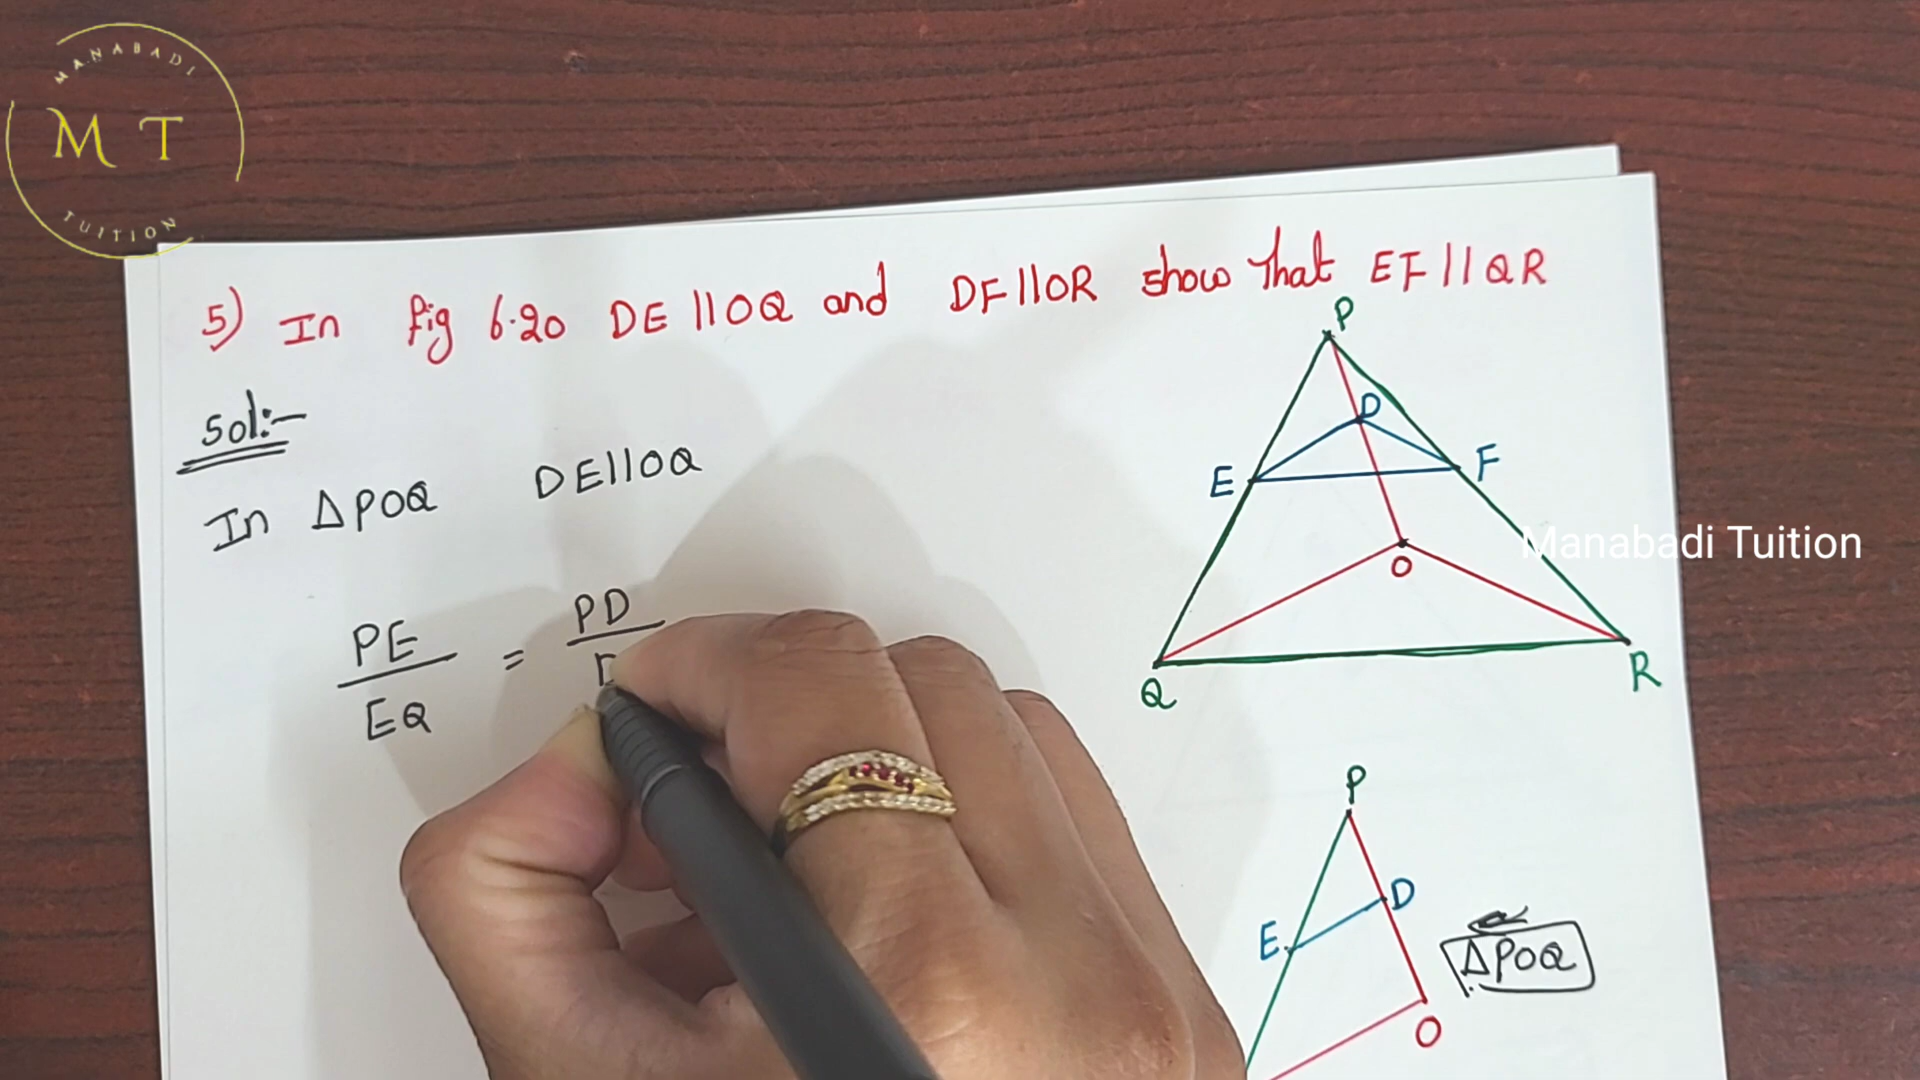 MANABADI
M T
TUITION
5) In fig 6.20 DE || OQ and DF || OR show that EF || QR
Sol:-
In ΔPOQ DE || OQ
PE / EQ = PD / D
P
D
E
F
O
Q
R
Manabadi Tuition
P
D
E
O
ΔPOQ